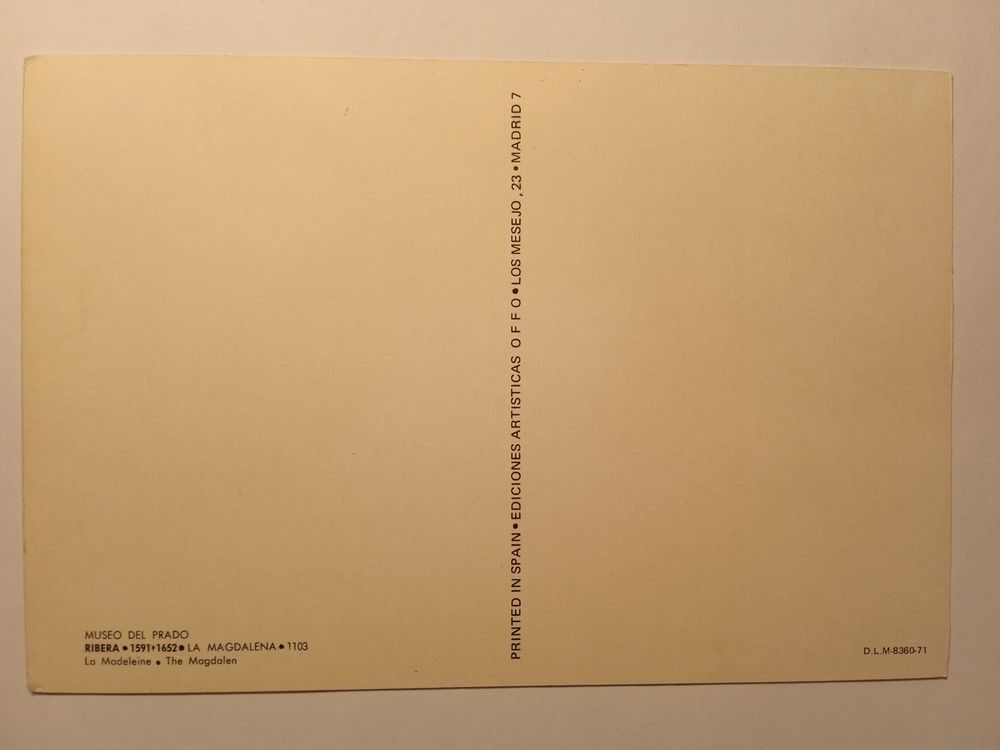 MUSEO DEL PRADO
RIBERA • 1591†1652 • LA MAGDALENA • 1103
La Madeleine • The Magdalen
PRINTED IN SPAIN • EDICIONES ARTISTICAS O F F O • LOS MESEJO , 23 • MADRID 7
D.L.M-8360-71